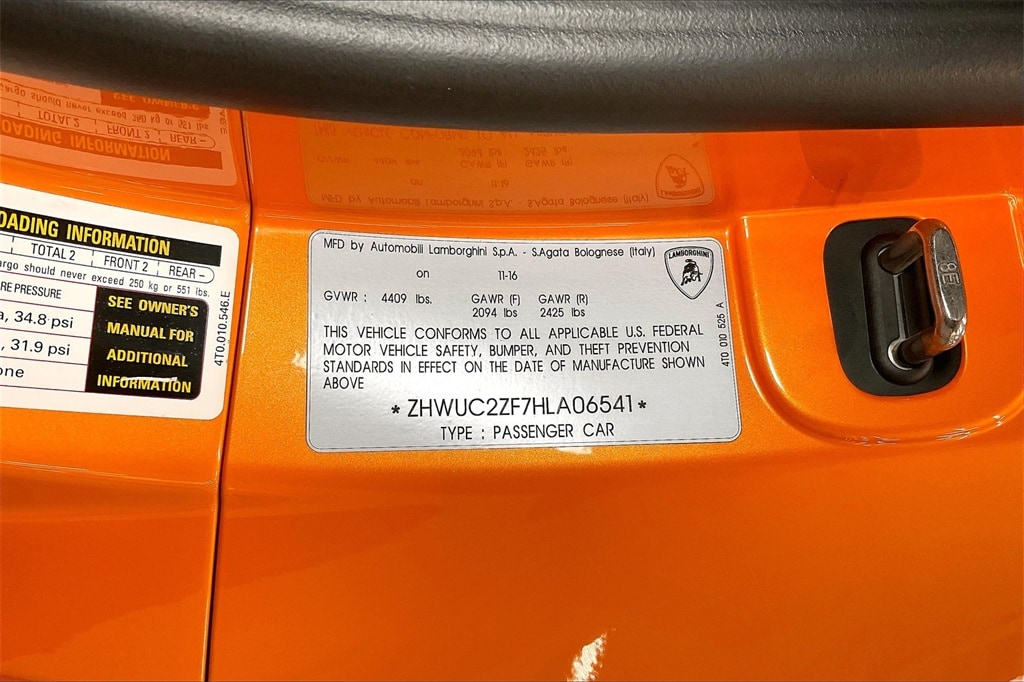 OADING INFORMATION
TOTAL 2 FRONT 2 REAR –
argo should never exceed 250 kg or 551 lbs.
RE PRESSURE
a, 34.8 psi
, 31.9 psi
one
SEE OWNER'S
MANUAL FOR
ADDITIONAL
INFORMATION
4T0.010.546.E
MFD by Automobili Lamborghini S.p.A. - S.Agata Bolognese (Italy)
on 11-16
GVWR : 4409 lbs. GAWR (F) GAWR (R)
2094 lbs 2425 lbs
THIS VEHICLE CONFORMS TO ALL APPLICABLE U.S. FEDERAL
MOTOR VEHICLE SAFETY, BUMPER, AND THEFT PREVENTION
STANDARDS IN EFFECT ON THE DATE OF MANUFACTURE SHOWN
ABOVE
* ZHWUC2ZF7HLA06541 *
TYPE : PASSENGER CAR
LAMBORGHINI
4T0 010 525 A